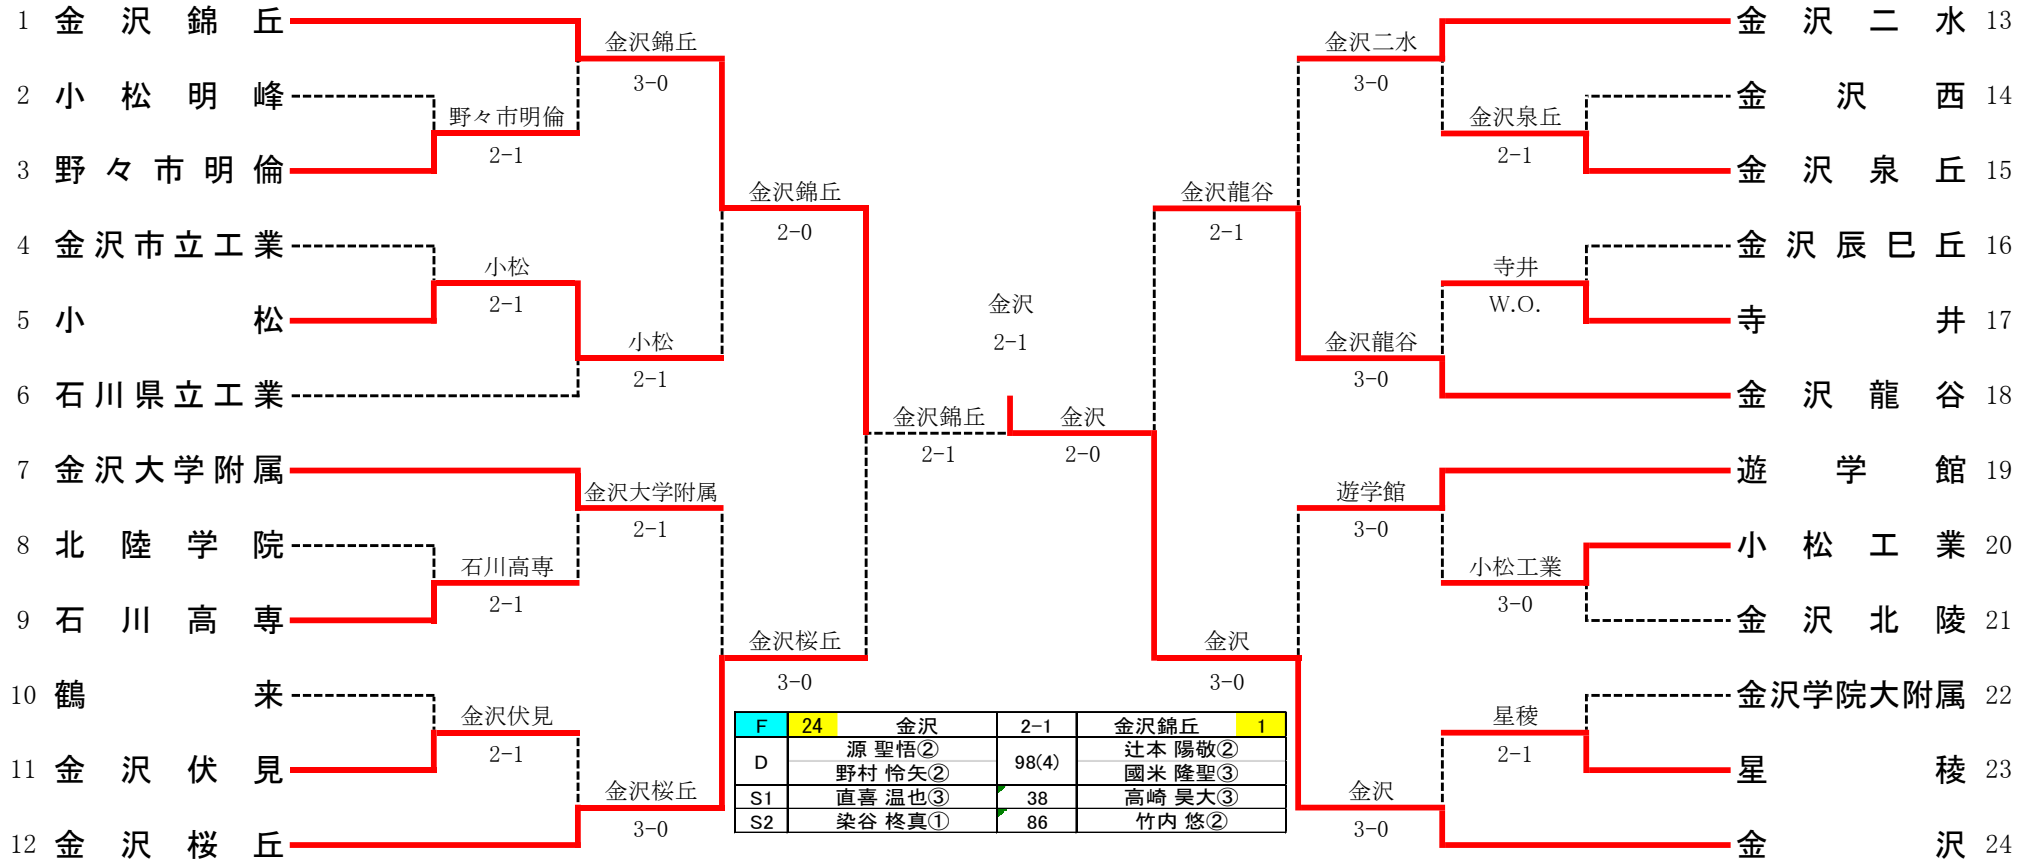 1 金沢錦丘
2 小松明峰
3 野々市明倫
4 金沢市立工業
5 小松
6 石川県立工業
7 金沢大学附属
8 北陸学院
9 石川高専
10 鶴来
11 金沢伏見
12 金沢桜丘
野々市明倫
2-1
小松
2-1
石川高専
2-1
金沢伏見
2-1
金沢錦丘
3-0
小松
2-1
金沢大学附属
2-1
金沢桜丘
3-0
金沢錦丘
2-0
金沢桜丘
3-0
金沢錦丘
2-1
金沢
2-1
金沢
2-0
金沢龍谷
2-1
金沢
3-0
金沢二水
3-0
金沢龍谷
3-0
遊学館
3-0
金沢
3-0
金沢泉丘
2-1
寺井
W.O.
小松工業
3-0
星稜
2-1
金沢二水 13
金沢西 14
金沢泉丘 15
金沢辰巳丘 16
寺井 17
金沢龍谷 18
遊学館 19
小松工業 20
金沢北陵 21
金沢学院大附属 22
星稜 23
金沢 24
F 24 金沢 2-1 金沢錦丘 1
D 源 聖悟② 98(4) 辻本 陽敬②
野村 怜矢② 國米 隆聖③
S1 直喜 温也③ 38 高崎 昊大③
S2 染谷 柊真① 86 竹内 悠②